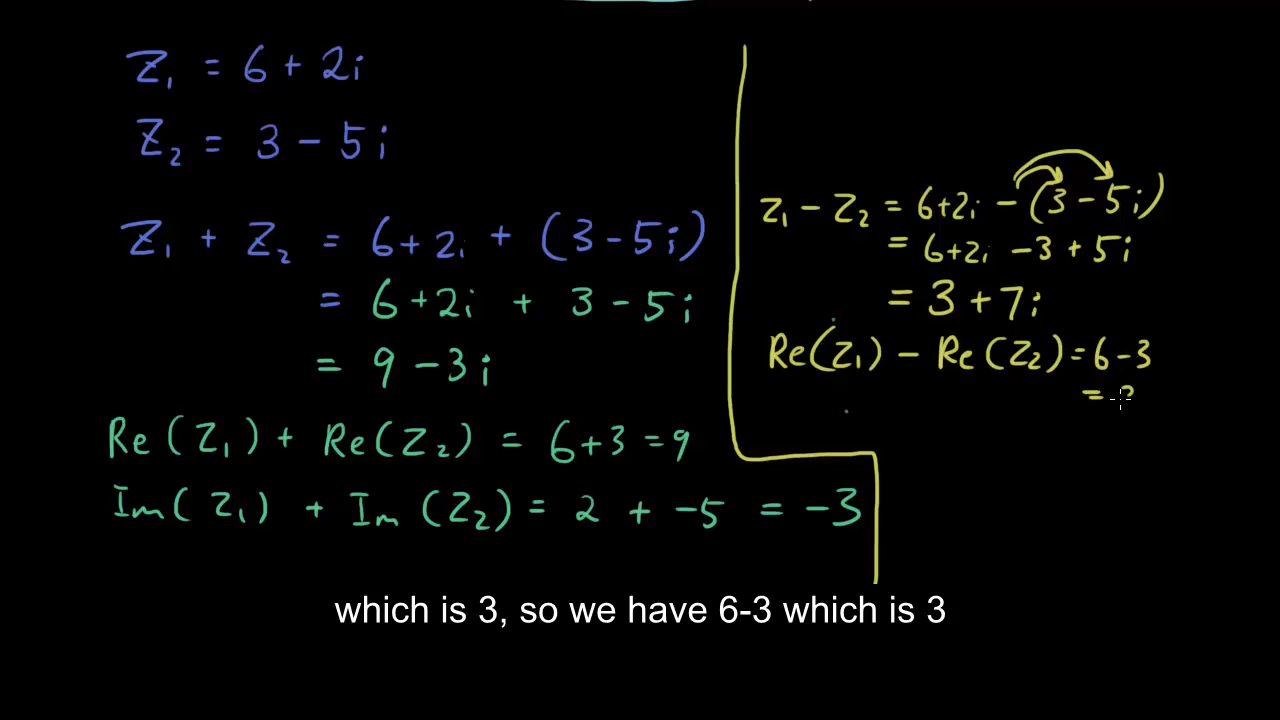 Z₁ = 6 + 2i
Z₂ = 3 - 5i
Z₁ + Z₂ = 6+2i + (3-5i)
= 6+2i + 3-5i
= 9-3i
Re(Z₁) + Re(Z₂) = 6+3 = 9
Im(Z₁) + Im(Z₂) = 2 + -5 = -3
Z₁ - Z₂ = 6+2i - (3-5i)
= 6+2i -3+5i
= 3+7i
Re(Z₁) - Re(Z₂) = 6-3
=
which is 3, so we have 6-3 which is 3